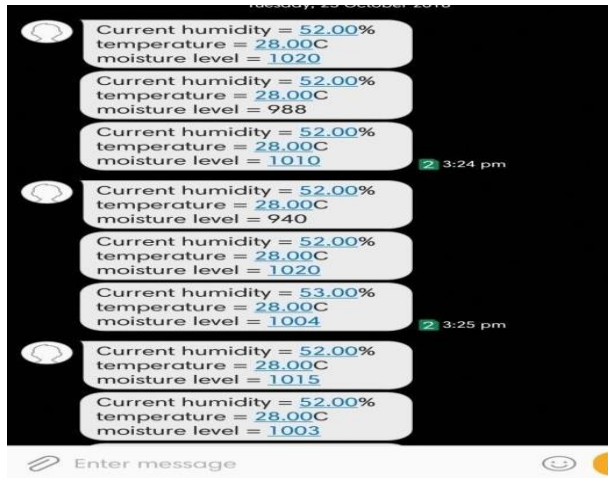 Current humidity = 52.00%
temperature = 28.00C
moisture level = 1020
Current humidity = 52.00%
temperature = 28.00C
moisture level = 988
Current humidity = 52.00%
temperature = 28.00C
moisture level = 1010
2 3:24 pm
Current humidity = 52.00%
temperature = 28.00C
moisture level = 940
Current humidity = 52.00%
temperature = 28.00C
moisture level = 1020
Current humidity = 53.00%
temperature = 28.00C
moisture level = 1004
2 3:25 pm
Current humidity = 52.00%
temperature = 28.00C
moisture level = 1015
Current humidity = 52.00%
temperature = 28.00C
moisture level = 1003
Enter message